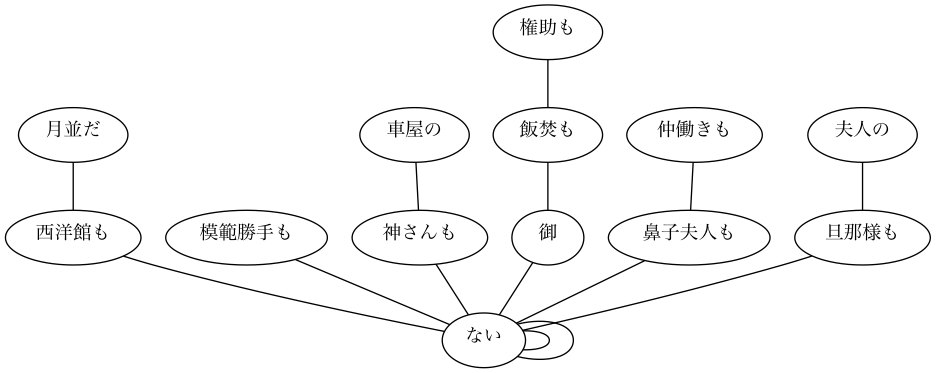 権助も
月並だ
車屋の
飯焚も
仲働きも
夫人の
西洋館も
模範勝手も
神さんも
御
鼻子夫人も
旦那様も
ない